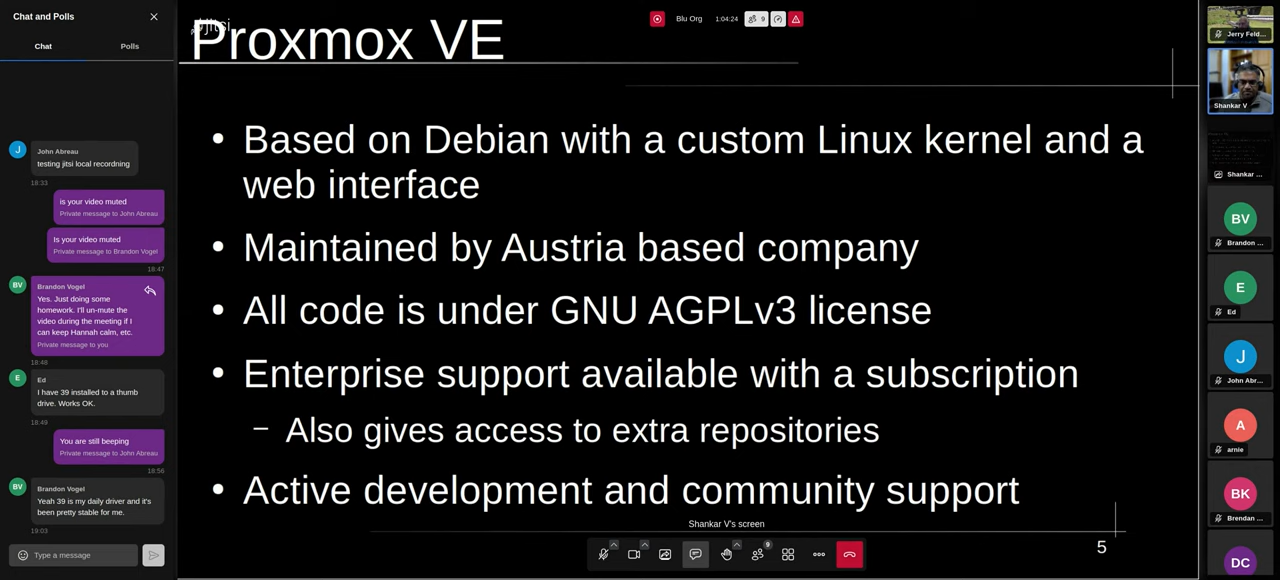 Chat and Polls
Chat
Polls
John Abreau
testing jitsi local recordning
18:33
is your video muted
Private message to John Abreau
Is your video muted
Private message to Brandon Vogel
18:47
BV
Brandon Vogel
Yes. Just doing some
homework. I'll un-mute the
video during the meeting if I
can keep Hannah calm, etc.
Private message to you
18:48
E
Ed
I have 39 installed to a thumb
drive. Works OK.
18:49
You are still beeping
Private message to John Abreau
18:56
BV
Brandon Vogel
Yeah 39 is my daily driver and it's
been pretty stable for me.
19:03
Type a message
J
jitsi
Blu Org
1:04:24
9
Proxmox VE
• Based on Debian with a custom Linux kernel and a
web interface
• Maintained by Austria based company
• All code is under GNU AGPLv3 license
• Enterprise support available with a subscription
– Also gives access to extra repositories
• Active development and community support
Shankar V's screen
5
9
Jerry Feld...
Shankar V
Shankar ...
BV
Brandon ...
E
Ed
J
John Abr...
A
arnie
BK
Brendan ...
DC